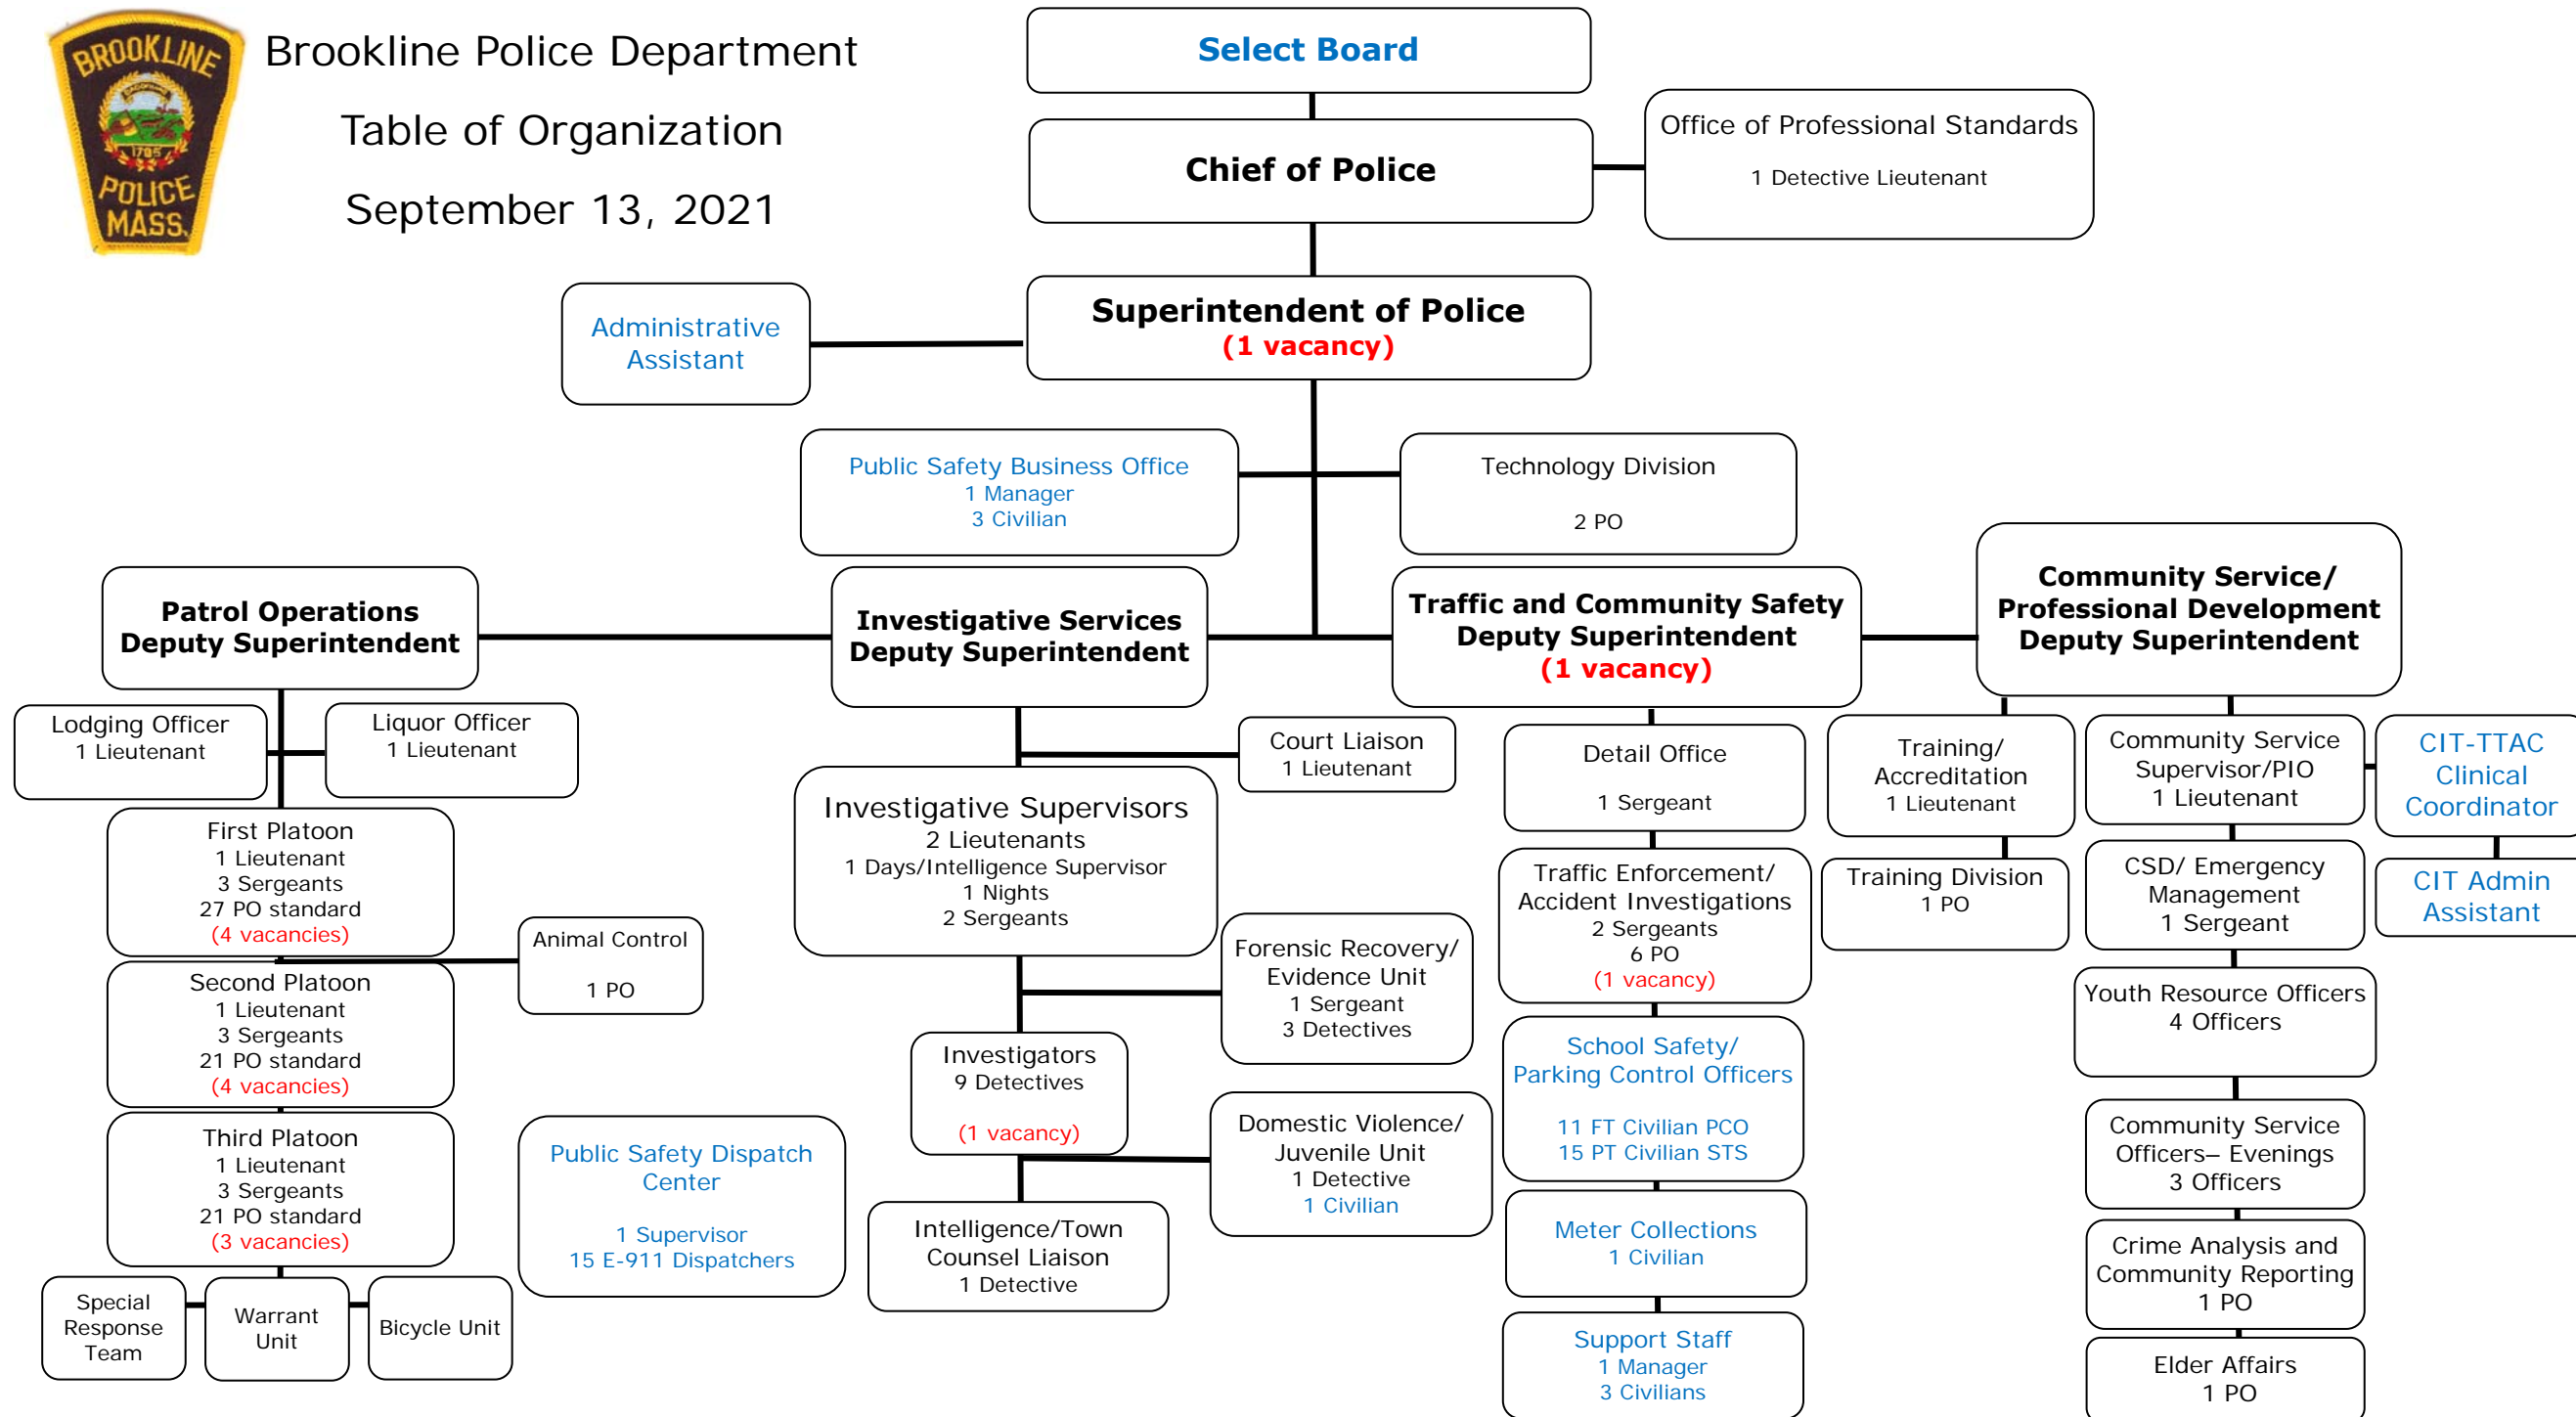 BROOKLINE
1705
POLICE
MASS.
Brookline Police Department
Table of Organization
September 13, 2021
Select Board
Chief of Police
Office of Professional Standards
1 Detective Lieutenant
Superintendent of Police
(1 vacancy)
Administrative
Assistant
Public Safety Business Office
1 Manager
3 Civilian
Technology Division
2 PO
Patrol Operations
Deputy Superintendent
Investigative Services
Deputy Superintendent
Traffic and Community Safety
Deputy Superintendent
(1 vacancy)
Community Service/
Professional Development
Deputy Superintendent
Lodging Officer
1 Lieutenant
Liquor Officer
1 Lieutenant
First Platoon
1 Lieutenant
3 Sergeants
27 PO standard
(4 vacancies)
Animal Control
1 PO
Second Platoon
1 Lieutenant
3 Sergeants
21 PO standard
(4 vacancies)
Third Platoon
1 Lieutenant
3 Sergeants
21 PO standard
(3 vacancies)
Special
Response
Team
Warrant
Unit
Bicycle Unit
Public Safety Dispatch
Center
1 Supervisor
15 E-911 Dispatchers
Court Liaison
1 Lieutenant
Investigative Supervisors
2 Lieutenants
1 Days/Intelligence Supervisor
1 Nights
2 Sergeants
Forensic Recovery/
Evidence Unit
1 Sergeant
3 Detectives
Investigators
9 Detectives
(1 vacancy)
Domestic Violence/
Juvenile Unit
1 Detective
1 Civilian
Intelligence/Town
Counsel Liaison
1 Detective
Detail Office
1 Sergeant
Traffic Enforcement/
Accident Investigations
2 Sergeants
6 PO
(1 vacancy)
School Safety/
Parking Control Officers
11 FT Civilian PCO
15 PT Civilian STS
Meter Collections
1 Civilian
Support Staff
1 Manager
3 Civilians
Training/
Accreditation
1 Lieutenant
Training Division
1 PO
Community Service
Supervisor/PIO
1 Lieutenant
CIT-TTAC
Clinical
Coordinator
CSD/ Emergency
Management
1 Sergeant
CIT Admin
Assistant
Youth Resource Officers
4 Officers
Community Service
Officers– Evenings
3 Officers
Crime Analysis and
Community Reporting
1 PO
Elder Affairs
1 PO